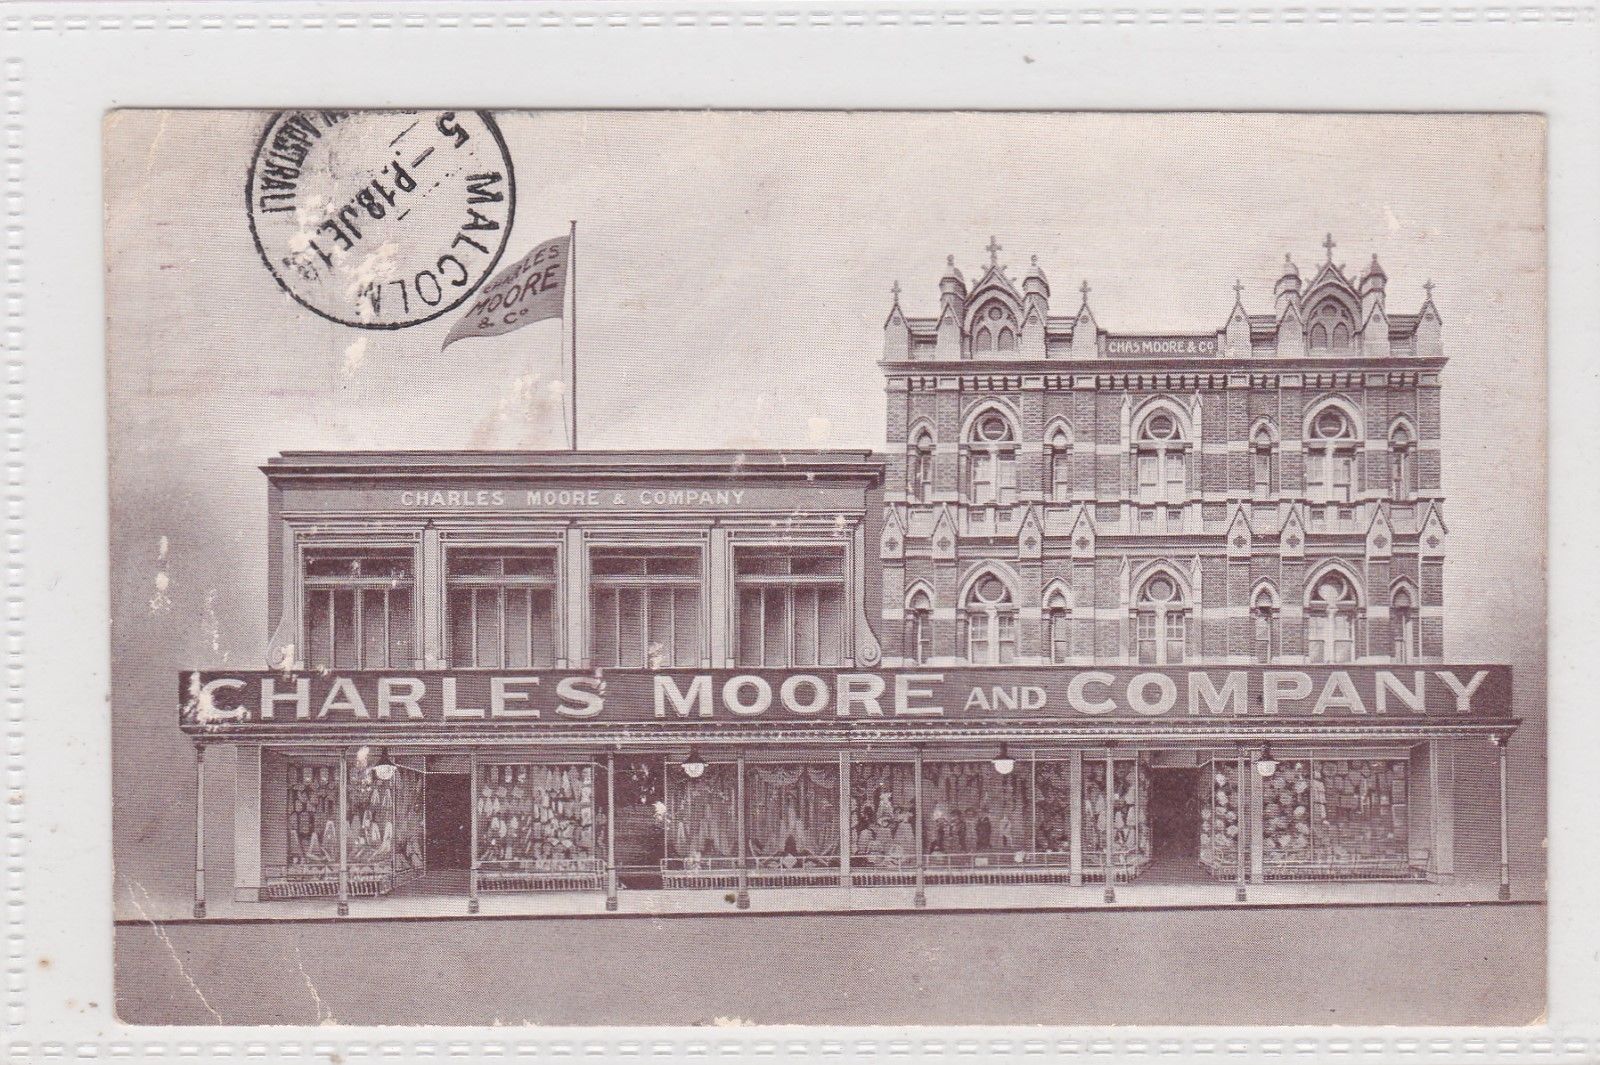 5 MALCOLM
P.18.JE.1
AUSTRALI
CHARLES
MOORE
& Co
CHAS MOORE & Co
CHARLES MOORE & COMPANY
CHARLES MOORE AND COMPANY